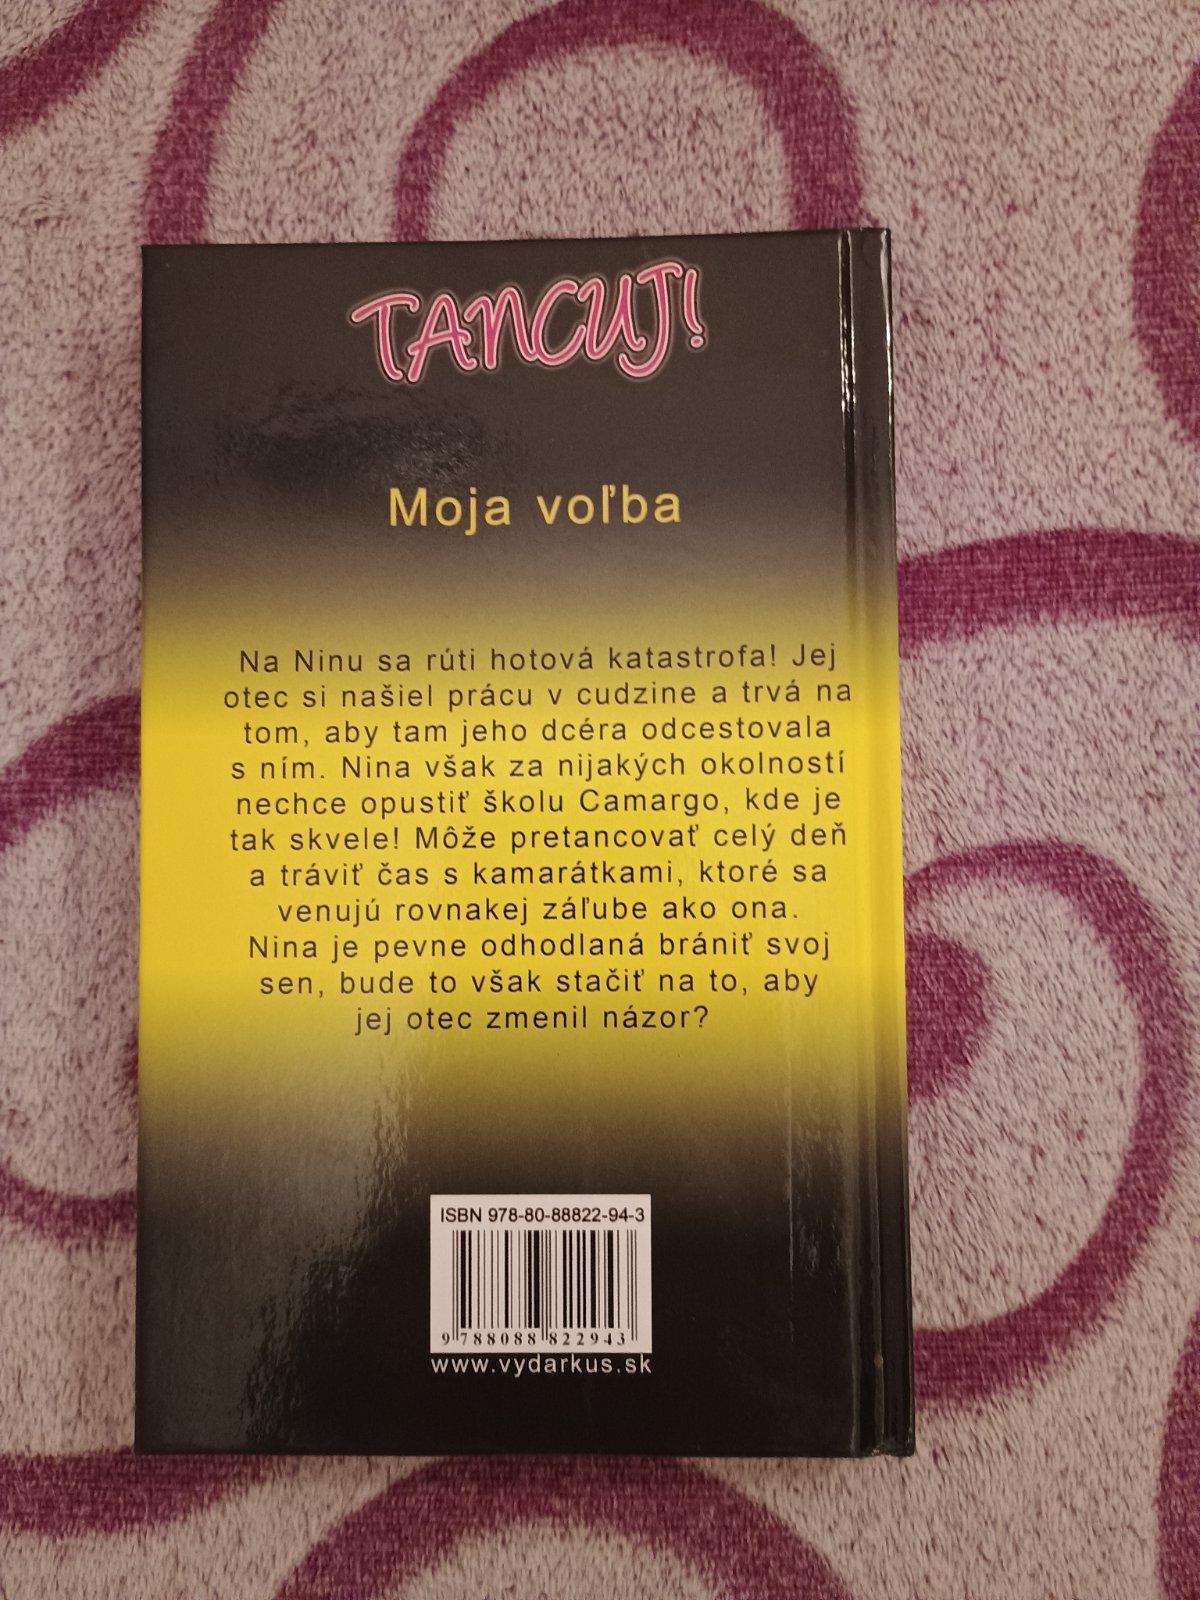 TANCUJ!
Moja voľba
Na Ninu sa rúti hotová katastrofa! Jej
otec si našiel prácu v cudzine a trvá na
tom, aby tam jeho dcéra odcestovala
s ním. Nina však za nijakých okolností
nechce opustiť školu Camargo, kde je
tak skvele! Môže pretancovať celý deň
a tráviť čas s kamarátkami, ktoré sa
venujú rovnakej záľube ako ona.
Nina je pevne odhodlaná brániť svoj
sen, bude to však stačiť na to, aby
jej otec zmenil názor?
ISBN 978-80-88822-94-3
9 788088 822943
www.vydarkus.sk